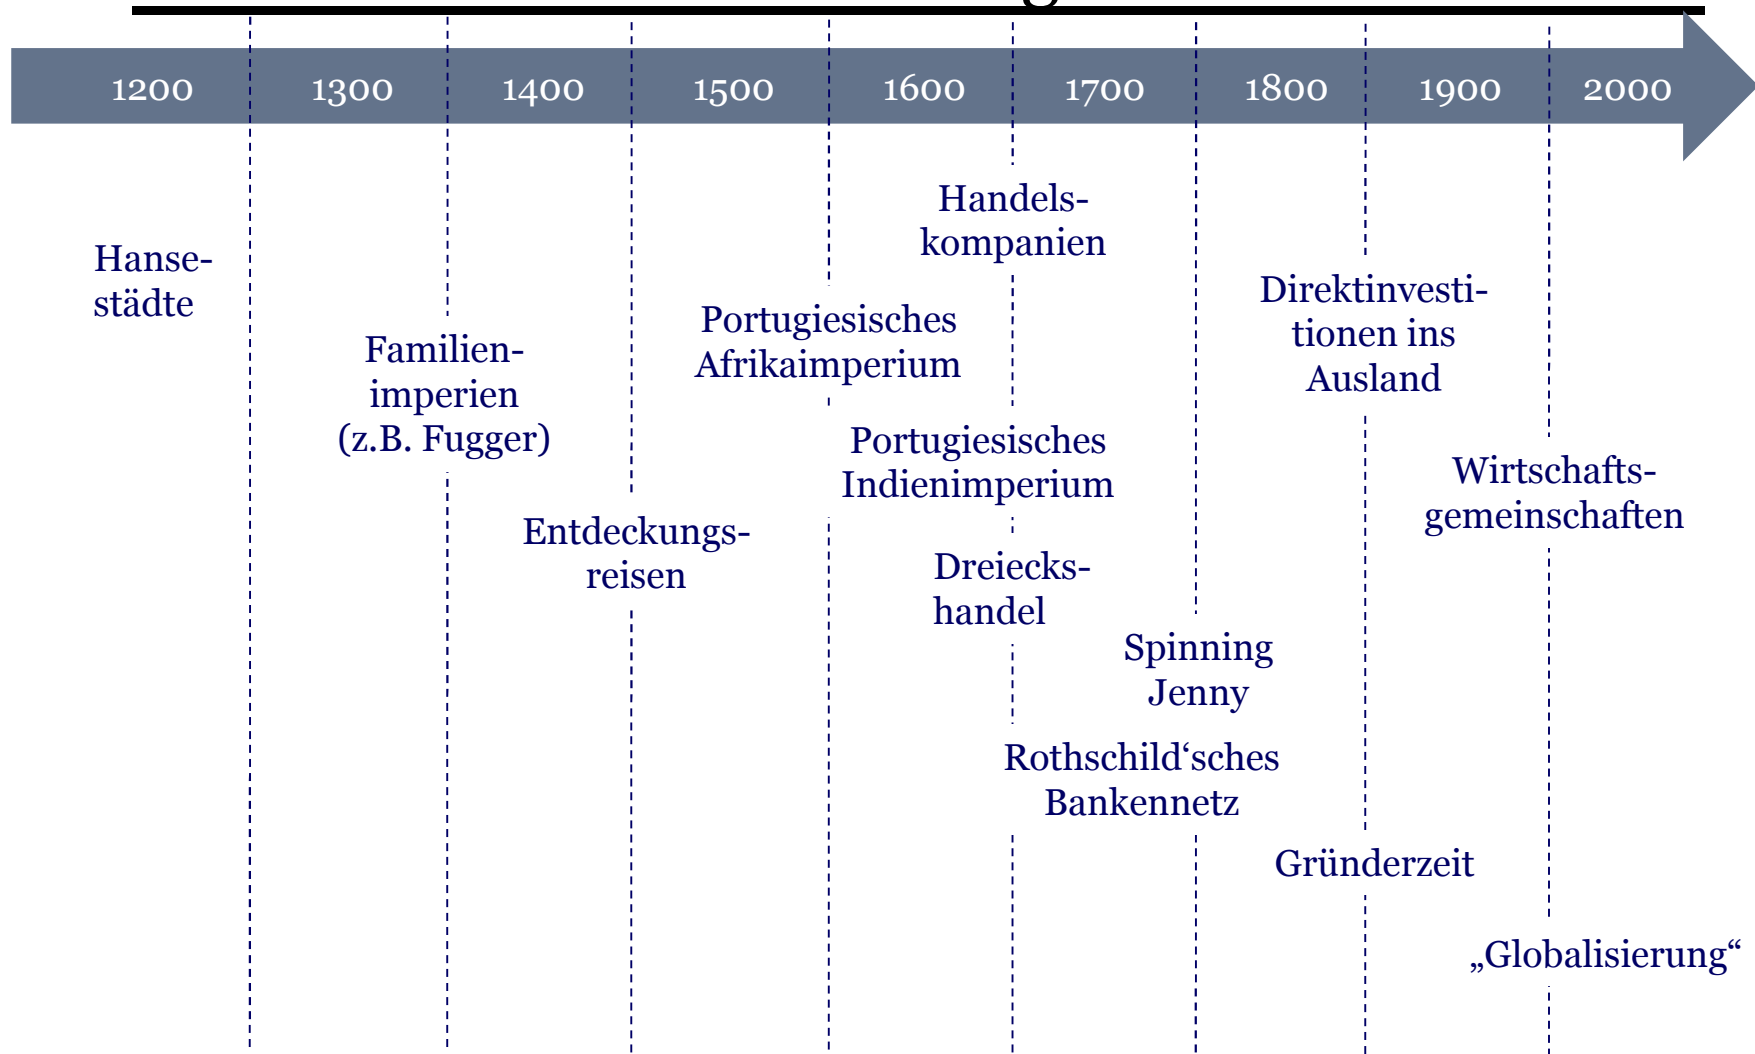 1200 1300 1400 1500 1600 1700 1800 1900 2000
Handels-
kompanien
Hanse-
städte
Direktinvesti-
tionen ins
Ausland
Portugiesisches
Afrikaimperium
Familien-
imperien
(z.B. Fugger)
Portugiesisches
Indienimperium
Wirtschafts-
gemeinschaften
Entdeckungs-
reisen
Dreiecks-
handel
Spinning
Jenny
Rothschild‘sches
Bankennetz
Gründerzeit
„Globalisierung“